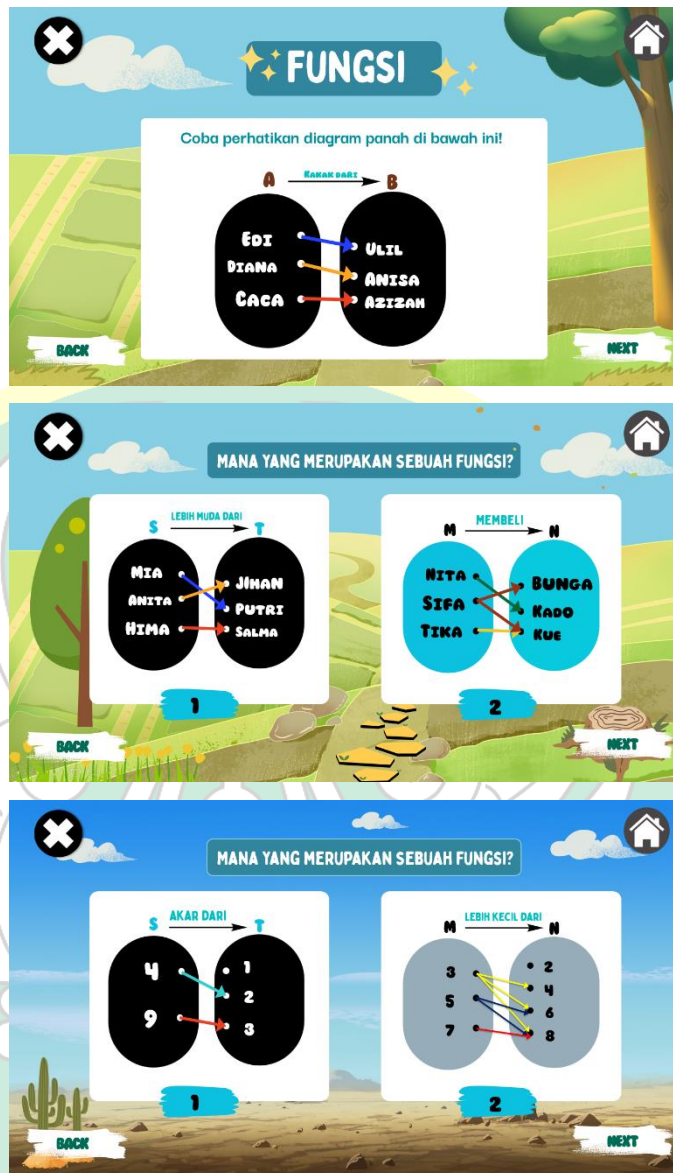 FUNGSI
Coba perhatikan diagram panah di bawah ini!
A KAKAK DARI B
EDI
DIANA
CACA
ULIL
ANISA
AZIZAH
BACK
NEXT
MANA YANG MERUPAKAN SEBUAH FUNGSI?
S LEBIH MUDA DARI T
MIA
ANITA
HIMA
JIHAN
PUTRI
SALMA
1
M MEMBELI N
NITA
SIFA
TIKA
BUNGA
KADO
KUE
2
BACK
NEXT
MANA YANG MERUPAKAN SEBUAH FUNGSI?
S AKAR DARI T
4
9
1
2
3
1
M LEBIH KECIL DARI N
3
5
7
2
4
6
8
2
BACK
NEXT